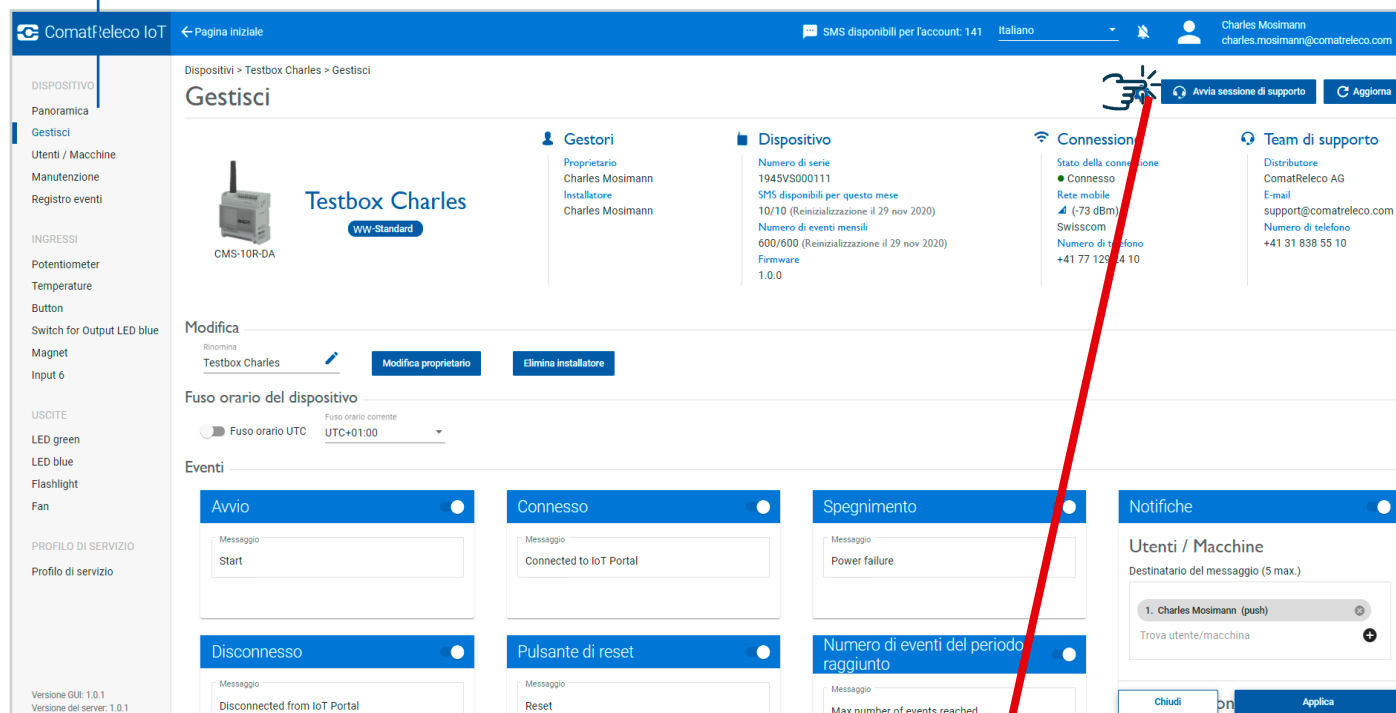 ComatReleco IoT
Pagina iniziale
SMS disponibili per l'account: 141
Italiano
Charles Mosimann
charles.mosimann@comatreleco.com
DISPOSITIVO
Panoramica
Gestisci
Utenti / Macchine
Manutenzione
Registro eventi
INGRESSI
Potentiometer
Temperature
Button
Switch for Output LED blue
Magnet
Input 6
USCITE
LED green
LED blue
Flashlight
Fan
PROFILO DI SERVIZIO
Profilo di servizio
Versione GUI: 1.0.1
Versione del server: 1.0.1
Dispositivi > Testbox Charles > Gestisci
Gestisci
Avvia sessione di supporto
Aggiorna
CMS-10R-DA
Testbox Charles
WW-Standard
Gestori
Proprietario
Charles Mosimann
Installatore
Charles Mosimann
Dispositivo
Numero di serie
1945VS000111
SMS disponibili per questo mese
10/10 (Reinizializzazione il 29 nov 2020)
Numero di eventi mensili
600/600 (Reinizializzazione il 29 nov 2020)
Firmware
1.0.0
Connessione
Stato della connessione
Connesso
Rete mobile
(-73 dBm)
Swisscom
Numero di telefono
+41 77 129 24 10
Team di supporto
Distributore
ComatReleco AG
E-mail
support@comatreleco.com
Numero di telefono
+41 31 838 55 10
Modifica
Rinomina
Testbox Charles
Modifica proprietario
Elimina installatore
Fuso orario del dispositivo
Fuso orario UTC
Fuso orario corrente
UTC+01:00
Eventi
Avvio
Messaggio
Start
Connesso
Messaggio
Connected to IoT Portal
Spegnimento
Messaggio
Power failure
Notifiche
Utenti / Macchine
Destinatario del messaggio (5 max.)
1. Charles Mosimann (push)
Trova utente/macchina
Disconnesso
Messaggio
Disconnected from IoT Portal
Pulsante di reset
Messaggio
Reset
Numero di eventi del periodo
raggiunto
Messaggio
Max number of events reached
Chiudi
Applica